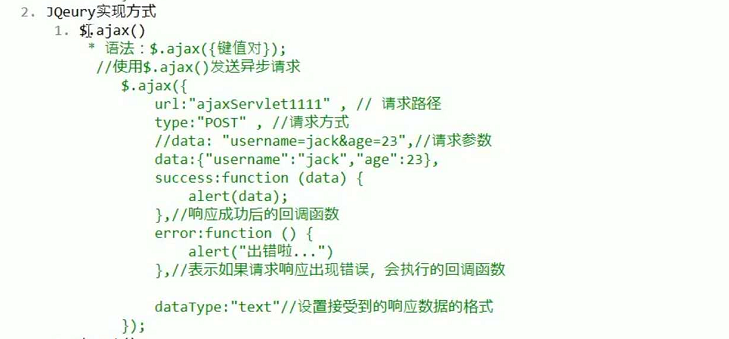 2. JQeury实现方式
1. $.ajax()
* 语法：$.ajax({键值对});
//使用$.ajax()发送异步请求
$.ajax({
url:"ajaxServlet1111" , // 请求路径
type:"POST" , //请求方式
//data: "username=jack&age=23",//请求参数
data:{"username":"jack","age":23},
success:function (data) {
alert(data);
},//响应成功后的回调函数
error:function () {
alert("出错啦...")
},//表示如果请求响应出现错误，会执行的回调函数
dataType:"text"//设置接受到的响应数据的格式
});